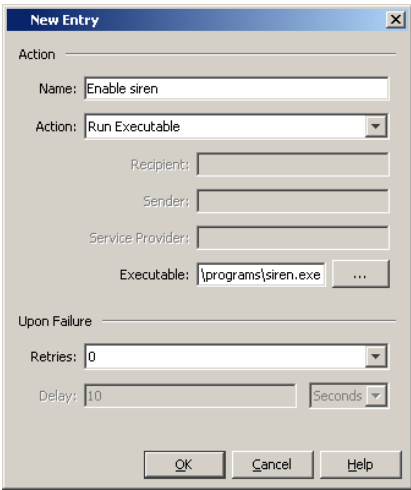 New Entry
Action
Name: Enable siren
Action: Run Executable
Recipient:
Sender:
Service Provider:
Executable: \programs\siren.exe ...
Upon Failure
Retries: 0
Delay: 10 Seconds
OK Cancel Help